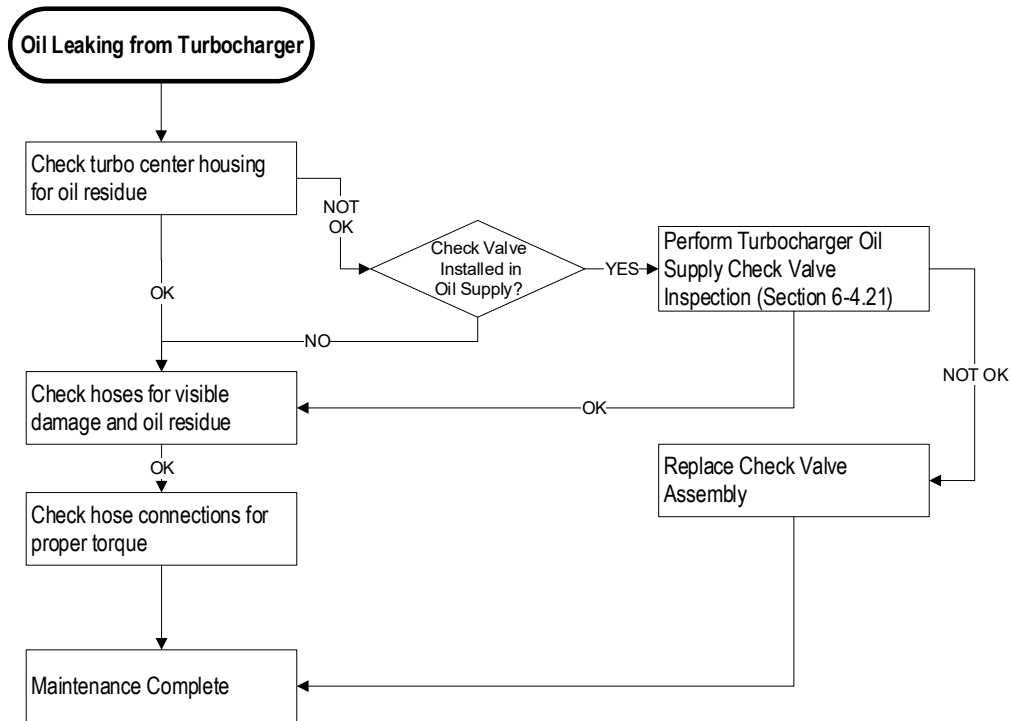 Oil Leaking from Turbocharger
Check turbo center housing
for oil residue
NOT
OK
Check Valve
Installed in
Oil Supply?
YES
Perform Turbocharger Oil
Supply Check Valve
Inspection (Section 6-4.21)
OK
NO
NOT OK
Check hoses for visible
damage and oil residue
OK
OK
Replace Check Valve
Assembly
Check hose connections for
proper torque
Maintenance Complete